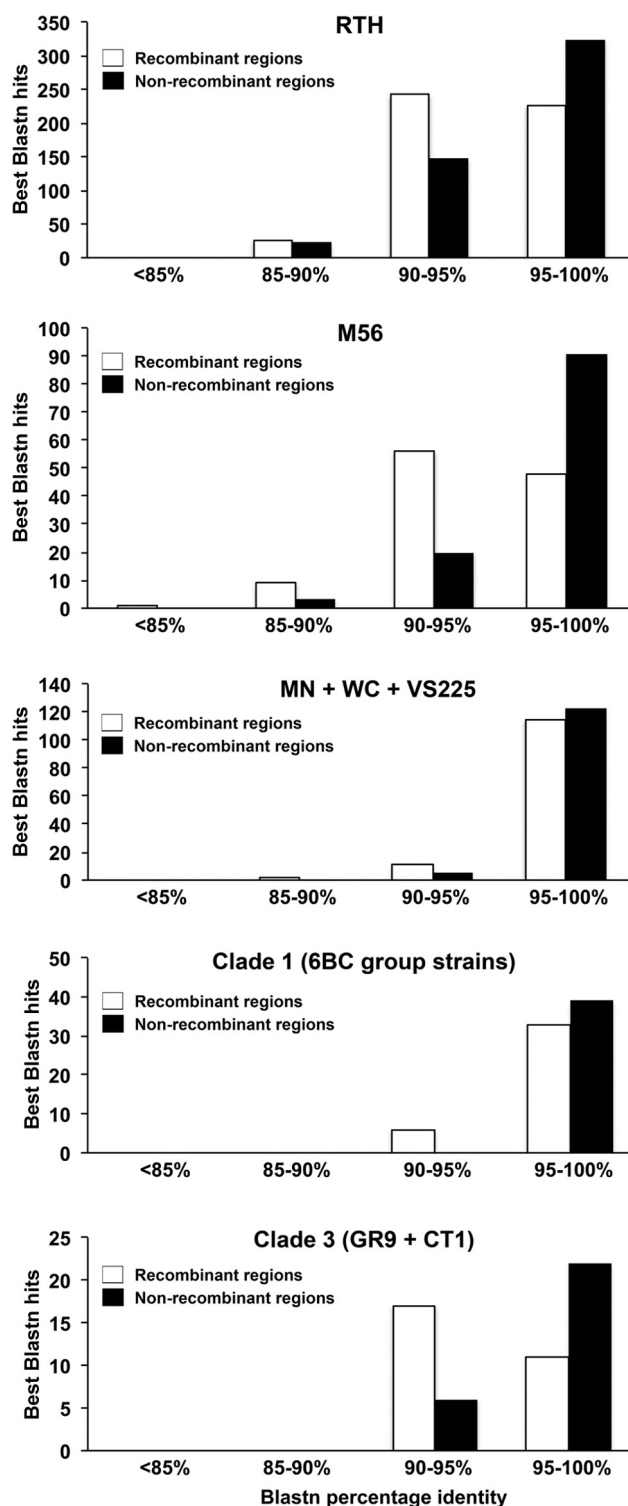 RTH
Recombinant regions
Non-recombinant regions
Best Blastn hits
350
300
250
200
150
100
50
0
<85% 85-90% 90-95% 95-100%
M56
Recombinant regions
Non-recombinant regions
Best Blastn hits
100
90
80
70
60
50
40
30
20
10
0
<85% 85-90% 90-95% 95-100%
MN + WC + VS225
Recombinant regions
Non-recombinant regions
Best Blastn hits
140
120
100
80
60
40
20
0
<85% 85-90% 90-95% 95-100%
Clade 1 (6BC group strains)
Recombinant regions
Non-recombinant regions
Best Blastn hits
50
40
30
20
10
0
<85% 85-90% 90-95% 95-100%
Clade 3 (GR9 + CT1)
Recombinant regions
Non-recombinant regions
Best Blastn hits
25
20
15
10
5
0
<85% 85-90% 90-95% 95-100%
Blastn percentage identity